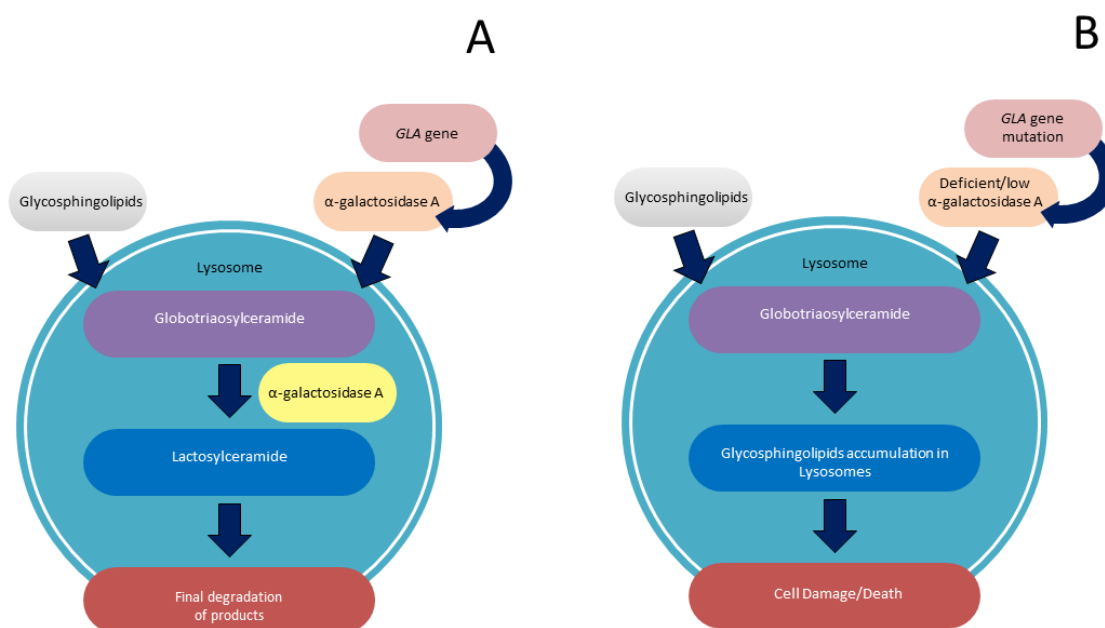 A
GLA gene
Glycosphingolipids
α-galactosidase A
Lysosome
Globotriaosylceramide
α-galactosidase A
Lactosylceramide
Final degradation
of products
B
GLA gene
mutation
Glycosphingolipids
Deficient/low
α-galactosidase A
Lysosome
Globotriaosylceramide
Glycosphingolipids accumulation in
Lysosomes
Cell Damage/Death